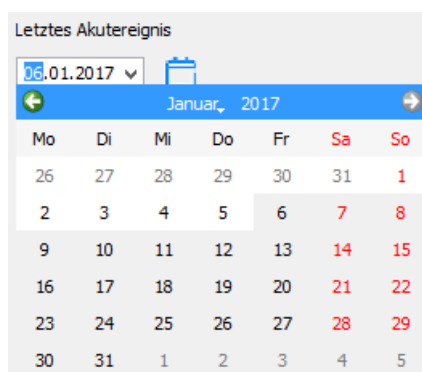 Letztes Akutereignis
06.01.2017
Januar, 2017
Mo Di Mi Do Fr Sa So
26 27 28 29 30 31 1
2 3 4 5 6 7 8
9 10 11 12 13 14 15
16 17 18 19 20 21 22
23 24 25 26 27 28 29
30 31 1 2 3 4 5